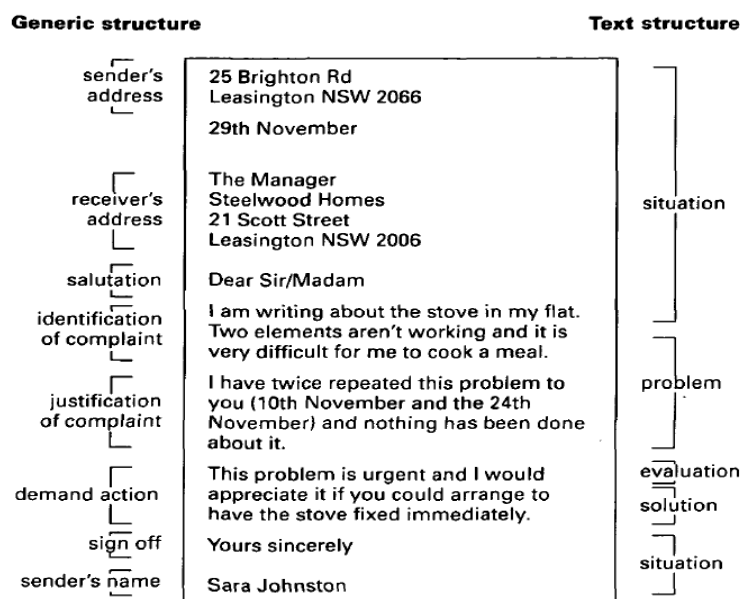 Generic structure
Text structure
sender's
address
25 Brighton Rd
Leasington NSW 2066
29th November
receiver's
address
The Manager
Steelwood Homes
21 Scott Street
Leasington NSW 2006
situation
salutation
Dear Sir/Madam
identification
of complaint
I am writing about the stove in my flat.
Two elements aren't working and it is
very difficult for me to cook a meal.
problem
justification
of complaint
I have twice repeated this problem to
you (10th November and the 24th
November) and nothing has been done
about it.
demand action
This problem is urgent and I would
appreciate it if you could arrange to
have the stove fixed immediately.
evaluation
solution
sign off
Yours sincerely
situation
sender's name
Sara Johnston